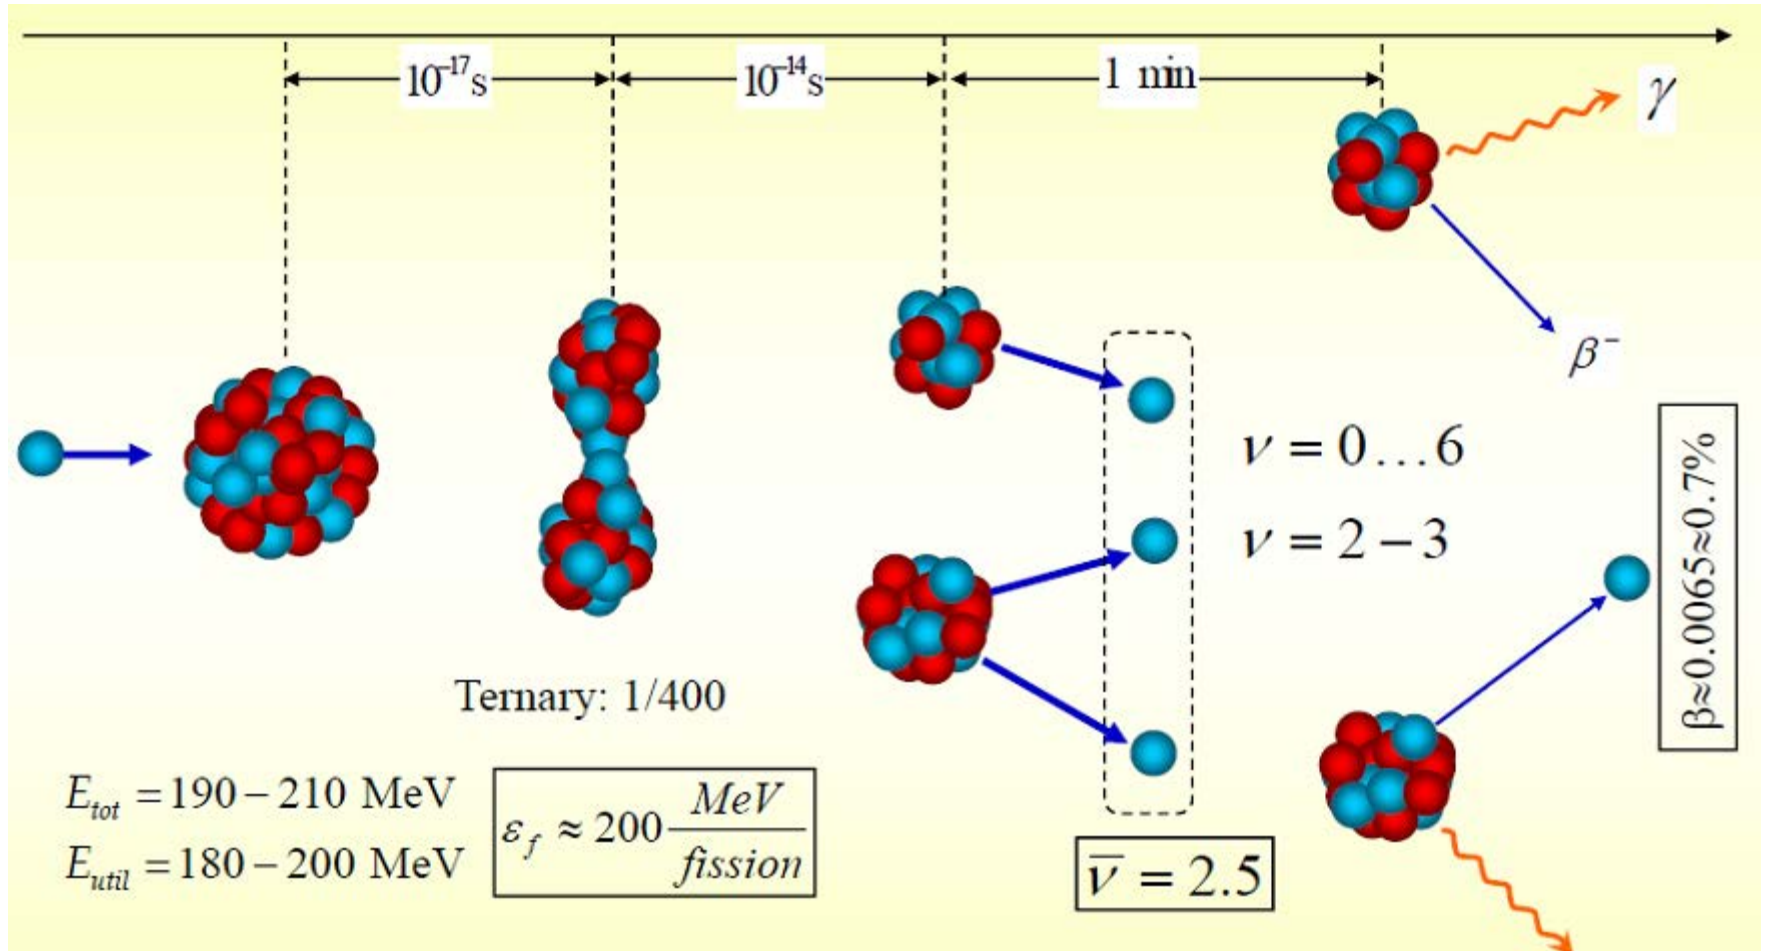 10⁻¹⁷s
10⁻¹⁴s
1 min
γ
β⁻
ν = 0…6
ν = 2 – 3
β≈0.0065≈0.7%
Ternary: 1/400
E_tot = 190 – 210 MeV
E_util = 180 – 200 MeV
ε_f ≈ 200 MeV/fission
ν̅ = 2.5